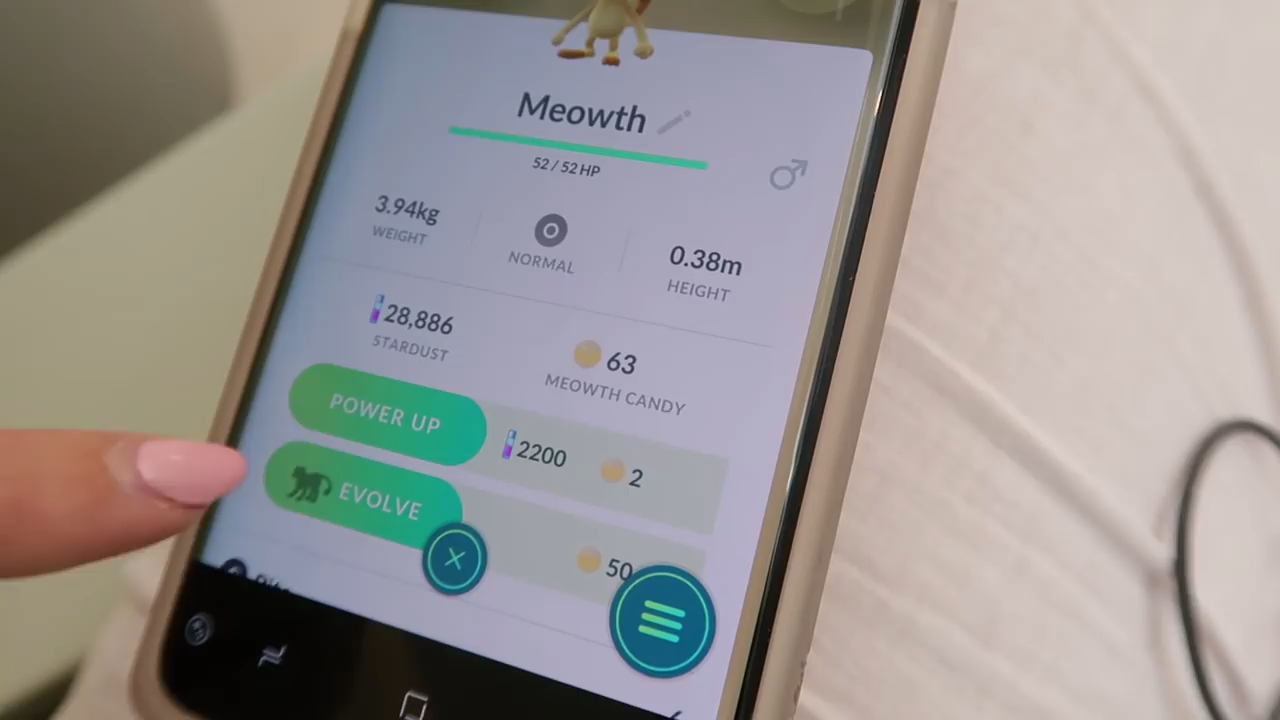 Meowth
52 / 52 HP
3.94kg
WEIGHT
NORMAL
0.38m
HEIGHT
28,886
STARDUST
63
MEOWTH CANDY
POWER UP
2200
2
EVOLVE
50